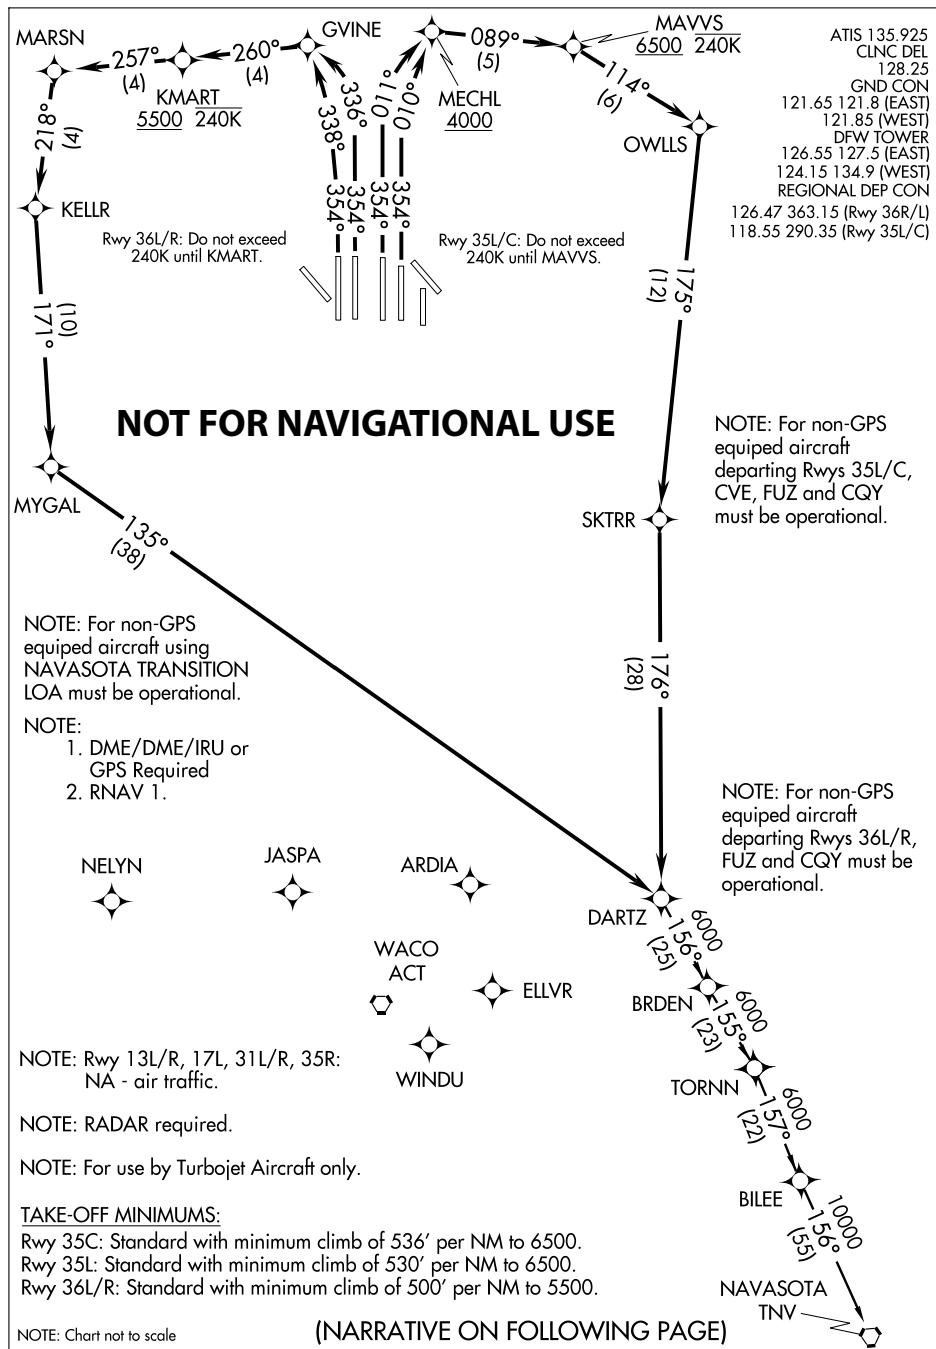 MARSN
257°
(4)
260°
(4)
GVINE
089°
(5)
MAVVS
6500 240K
KMART
5500 240K
MECHL
4000
114°
(6)
OWLLS
218°
(4)
KELLR
338°
336°
011°
010°
354°
354°
354°
354°
ATIS 135.925
CLNC DEL
128.25
GND CON
121.65 121.8 (EAST)
121.85 (WEST)
DFW TOWER
126.55 127.5 (EAST)
124.15 134.9 (WEST)
REGIONAL DEP CON
126.47 363.15 (Rwy 36R/L)
118.55 290.35 (Rwy 35L/C)
Rwy 36L/R: Do not exceed
240K until KMART.
Rwy 35L/C: Do not exceed
240K until MAVVS.
171°
(10)
175°
(12)
NOT FOR NAVIGATIONAL USE
NOTE: For non-GPS
equiped aircraft
departing Rwys 35L/C,
CVE, FUZ and CQY
must be operational.
MYGAL
SKTRR
135°
(38)
NOTE: For non-GPS
equiped aircraft using
NAVASOTA TRANSITION
LOA must be operational.
176°
(28)
NOTE:
1. DME/DME/IRU or
GPS Required
2. RNAV 1.
NOTE: For non-GPS
equiped aircraft
departing Rwys 36L/R,
FUZ and CQY must be
operational.
NELYN
JASPA
ARDIA
DARTZ
6000
156°
(25)
WACO
ACT
ELLVR
BRDEN
6000
155°
(23)
WINDU
NOTE: Rwy 13L/R, 17L, 31L/R, 35R:
NA - air traffic.
TORNN
6000
157°
(22)
NOTE: RADAR required.
NOTE: For use by Turbojet Aircraft only.
BILEE
10000
156°
(55)
TAKE-OFF MINIMUMS:
Rwy 35C: Standard with minimum climb of 536' per NM to 6500.
Rwy 35L: Standard with minimum climb of 530' per NM to 6500.
Rwy 36L/R: Standard with minimum climb of 500' per NM to 5500.
NAVASOTA
TNV
NOTE: Chart not to scale
(NARRATIVE ON FOLLOWING PAGE)